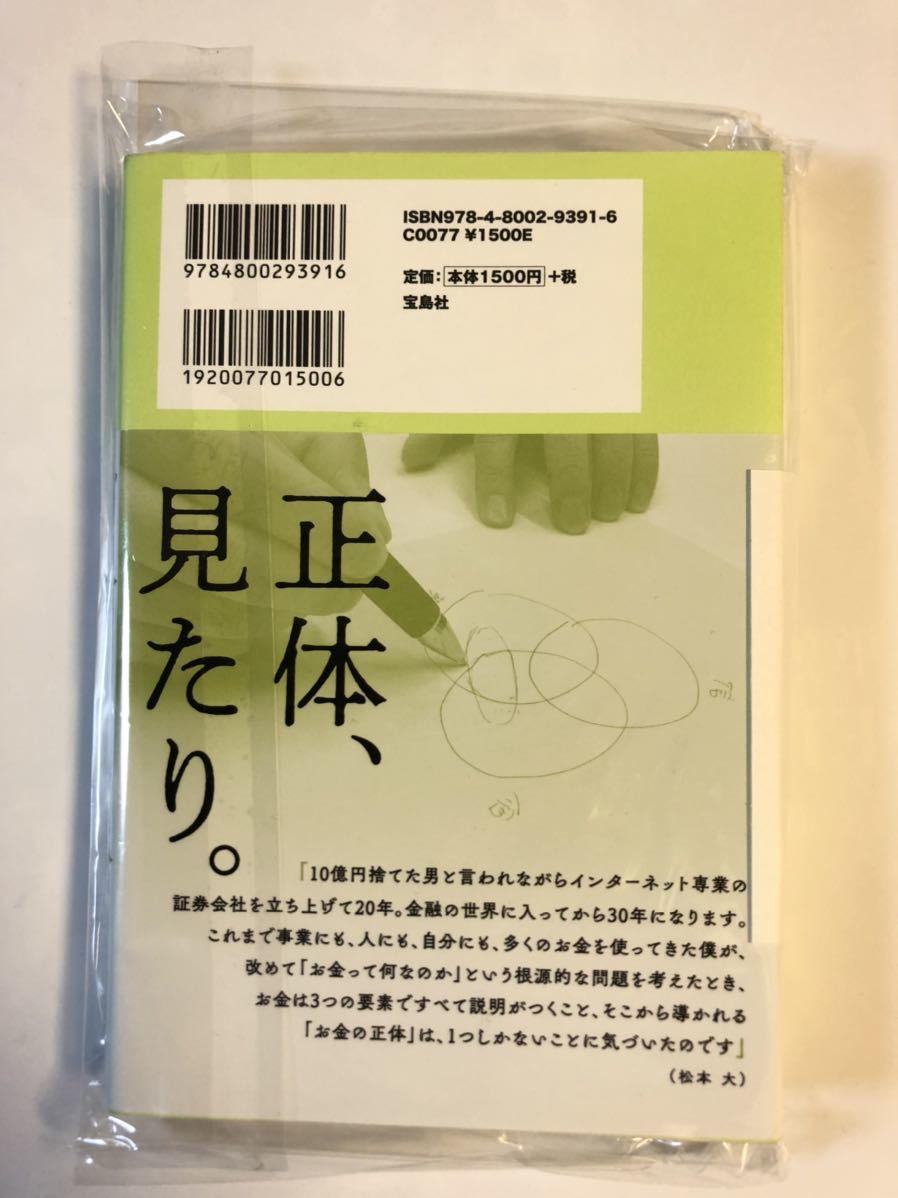 9784800293916
1920077015006
ISBN978-4-8002-9391-6
C0077 ¥1500E
定価：本体1500円+税
宝島社
正体、
見たり。
「10億円捨てた男と言われながらインターネット専業の
証券会社を立ち上げて20年。金融の世界に入ってから30年になります。
これまで事業にも、人にも、自分にも、多くのお金を使ってきた僕が、
改めて「お金って何なのか」という根源的な問題を考えたとき、
お金は3つの要素ですべて説明がつくこと、そこから導かれる
「お金の正体」は、1つしかないことに気づいたのです」
（松本 大）